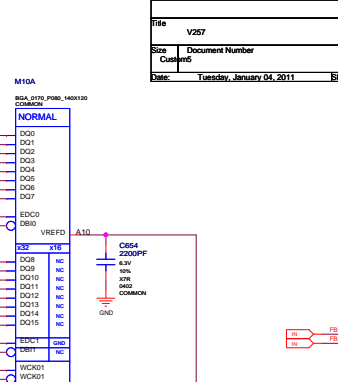 Title
V257
Size Document Number
Custom5
Date: Tuesday, January 04, 2011
M10A
BGA_0170_P080_140X120
COMMON
NORMAL
DQ0
DQ1
DQ2
DQ3
DQ4
DQ5
DQ6
DQ7
EDC0
DBI0
VREFD A10
x32 x16
DQ8 NC
DQ9 NC
DQ10 NC
DQ11 NC
DQ12 NC
DQ13 NC
DQ14 NC
DQ15 NC
EDC1 GND
DBI1 NC
WCK01
WCK01
C654
2200PF
6.3V
10%
X7R
0402
COMMON
GND
IN FB
IN FB